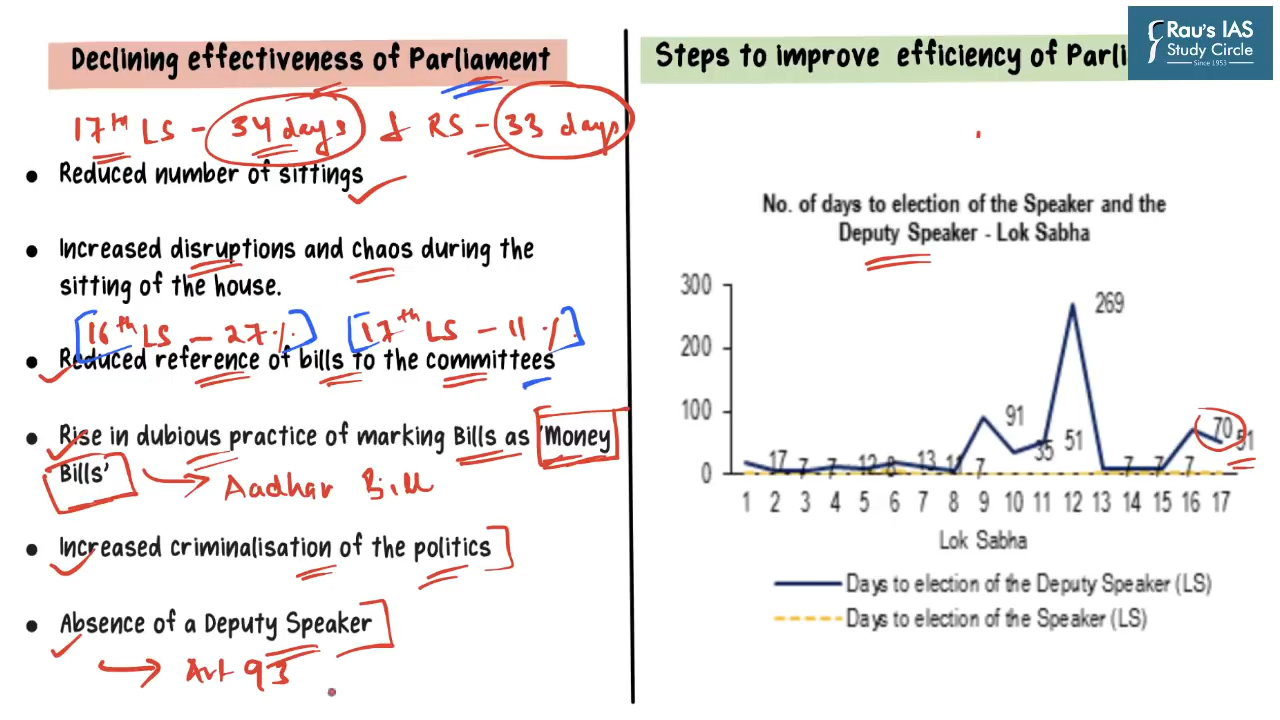 Declining effectiveness of Parliament
17th LS - 34 days & RS - 33 days
• Reduced number of sittings
• Increased disruptions and chaos during the
sitting of the house.
[16th LS - 27%] [17th LS - 11%]
• Reduced reference of bills to the committees
• Rise in dubious practice of marking Bills as 'Money
Bills'
→ Aadhar Bill
• Increased criminalisation of the politics]
• Absence of a Deputy Speaker]
→ Art 93
Steps to improve efficiency of Parli
Rau's IAS
Study Circle
Since 1953
No. of days to election of the Speaker and the
Deputy Speaker - Lok Sabha
300
200
100
0
269
91
70
51
51
35
17 7 7 12 8 13 11 7 7 7 7
1 2 3 4 5 6 7 8 9 10 11 12 13 14 15 16 17
Lok Sabha
Days to election of the Deputy Speaker (LS)
Days to election of the Speaker (LS)